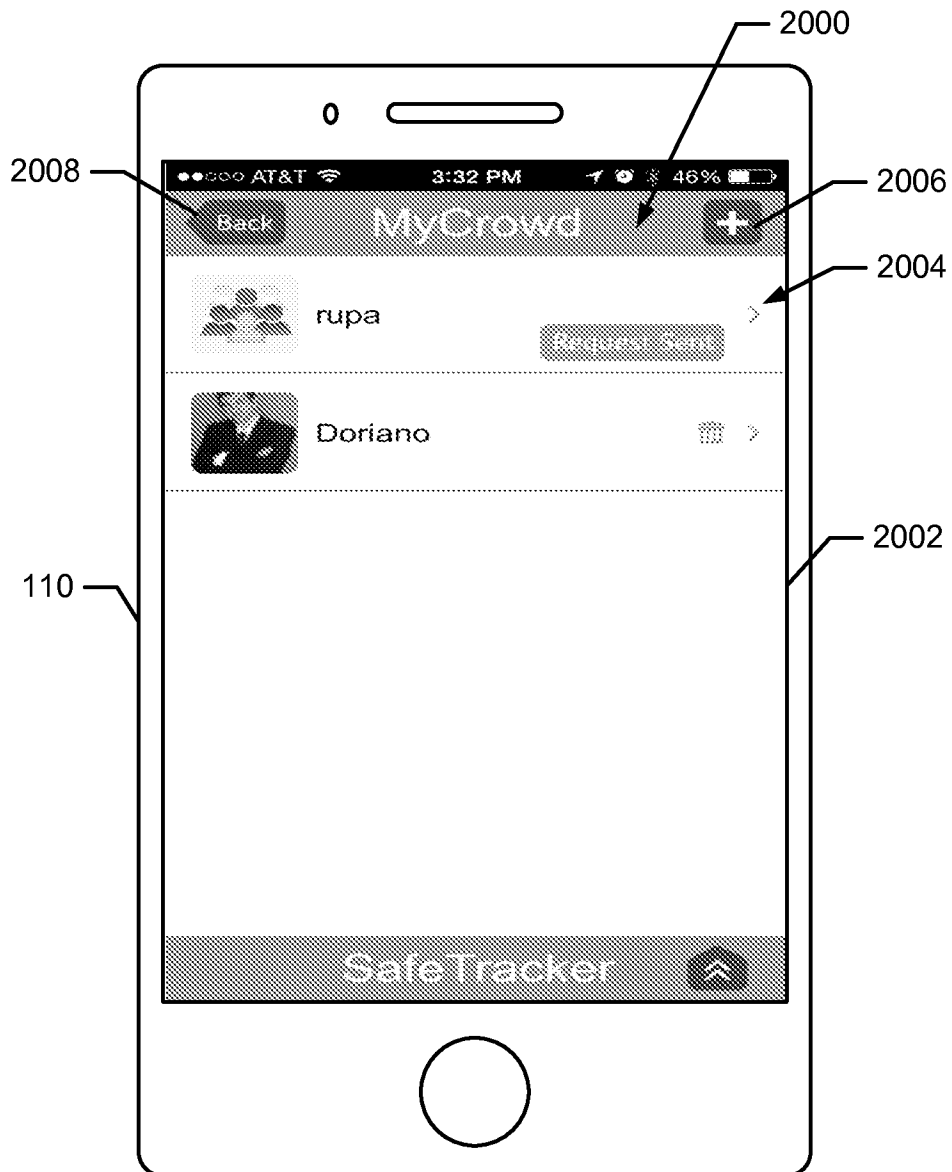 2000
2008
AT&T 3:32 PM 46%
2006
Back MyCrowd +
2004
rupa
Request Sent
Doriano
2002
110
SafeTracker